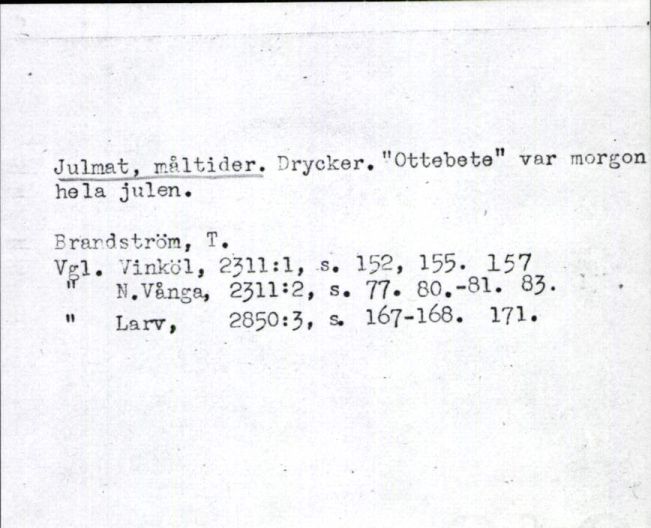 Julmat, måltider. Drycker. "Ottebete" var morgon
hela julen.
Brandström, T.
Vgl. Vinköl, 2311:1, s. 152, 155. 157
" N.Vånga, 2311:2, s. 77. 80.-81. 83.
" Larv, 2850:3, s. 167-168. 171.